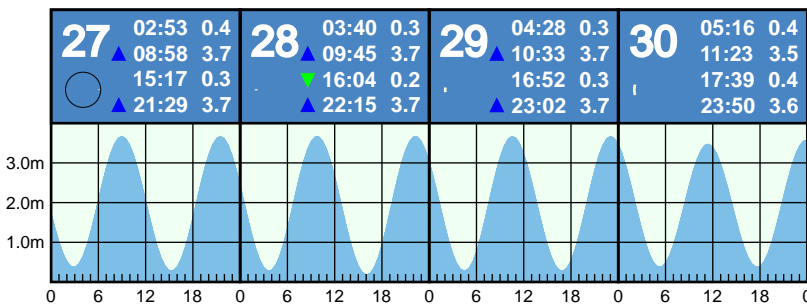 27 02:53 0.4
▲ 08:58 3.7
15:17 0.3
▲ 21:29 3.7
28 03:40 0.3
▲ 09:45 3.7
▼ 16:04 0.2
▲ 22:15 3.7
29 04:28 0.3
▲ 10:33 3.7
16:52 0.3
▲ 23:02 3.7
30 05:16 0.4
11:23 3.5
17:39 0.4
23:50 3.6
3.0m
2.0m
1.0m
0 6 12 18 0 6 12 18 0 6 12 18 0 6 12 18 0